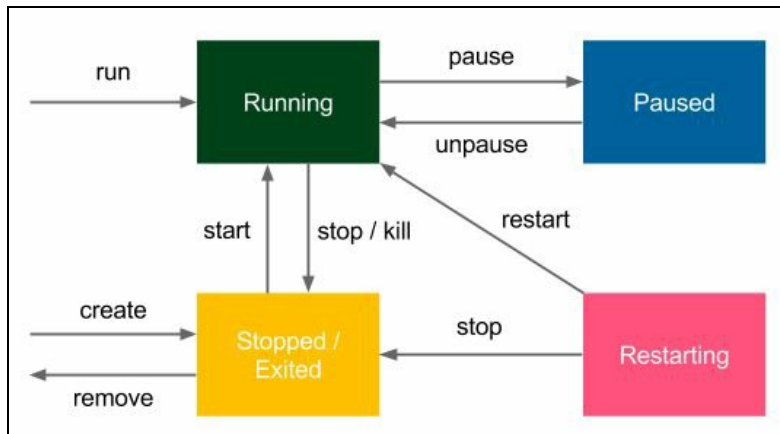 run
Running
pause
Paused
unpause
start
stop / kill
restart
create
Stopped /
Exited
stop
Restarting
remove